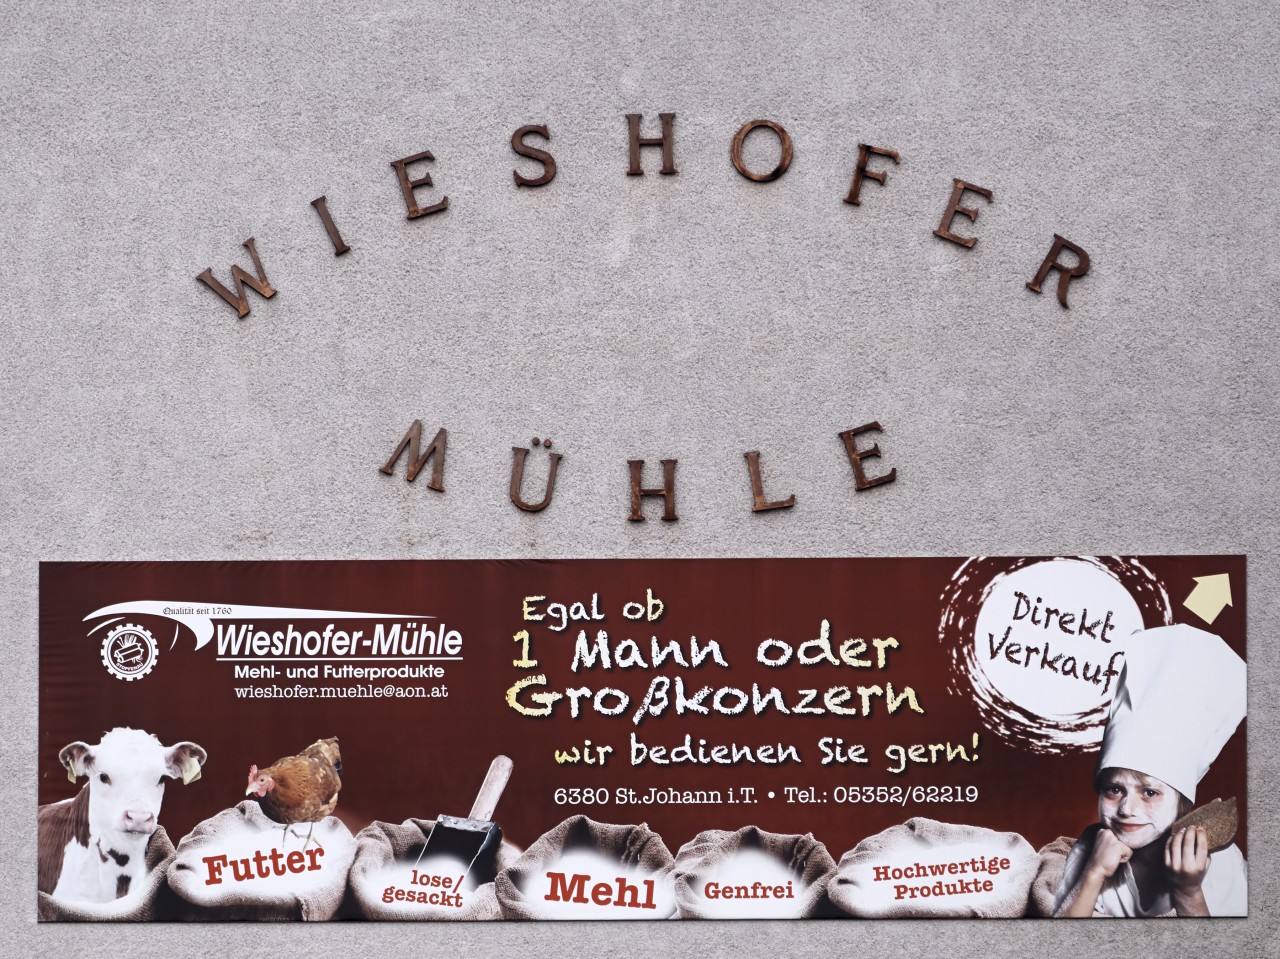 WIESHOFER
MÜHLE
Qualität seit 1760
Wieshofer-Mühle
Mehl- und Futterprodukte
wieshofer.muehle@aon.at
Egal ob
1 Mann oder
Großkonzern
wir bedienen Sie gern!
6380 St.Johann i.T. • Tel.: 05352/62219
Direkt
Verkauf
Futter
lose/
gesackt
Mehl
Genfrei
Hochwertige
Produkte